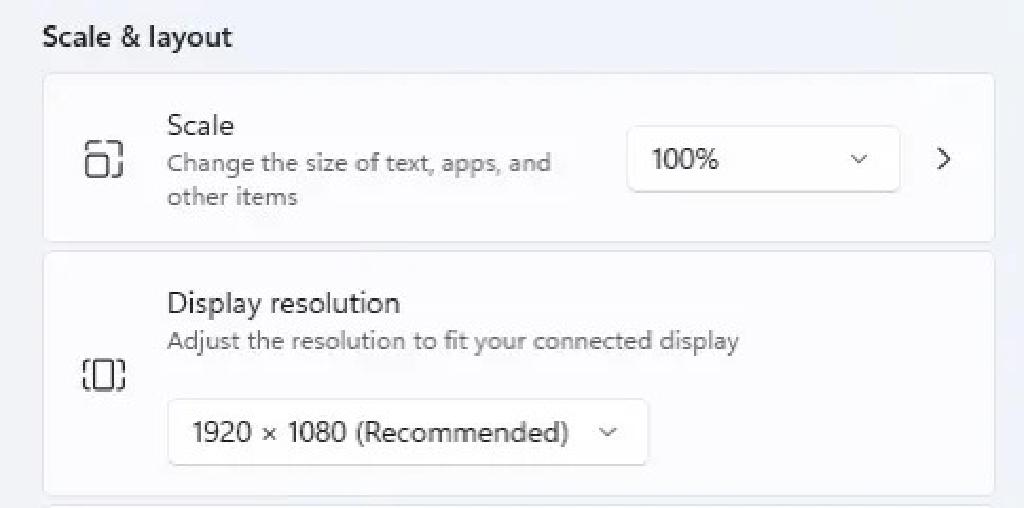 Scale & layout
Scale
Change the size of text, apps, and
other items
100%
Display resolution
Adjust the resolution to fit your connected display
1920 × 1080 (Recommended)